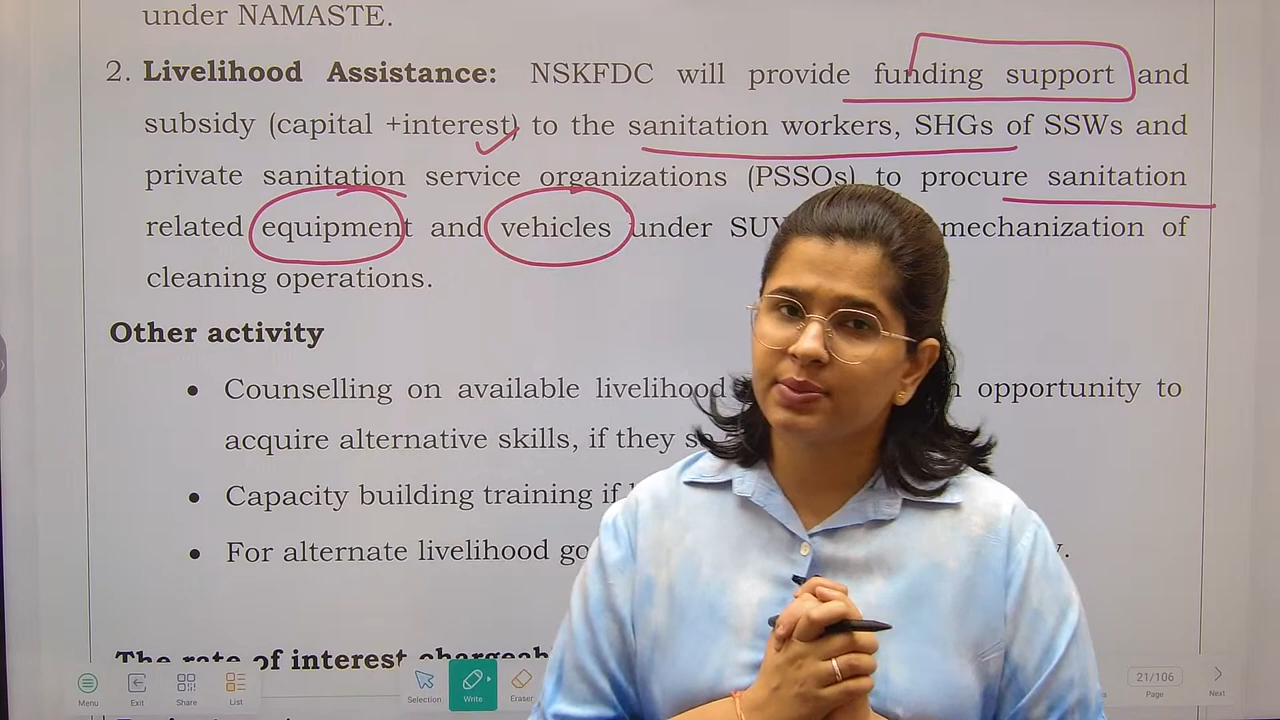 under NAMASTE.
2. Livelihood Assistance: NSKFDC will provide funding support and
subsidy (capital +interest) to the sanitation workers, SHGs of SSWs and
private sanitation service organizations (PSSOs) to procure sanitation
related equipment and vehicles under mechanization of
cleaning operations.
Other activity
Counselling on available livelihood opportunity to
acquire alternative skills, if they
Capacity building training if
For alternate livelihood
The rate of interest
Menu Exit Share List Selection Write Eraser 21/106 Page Next